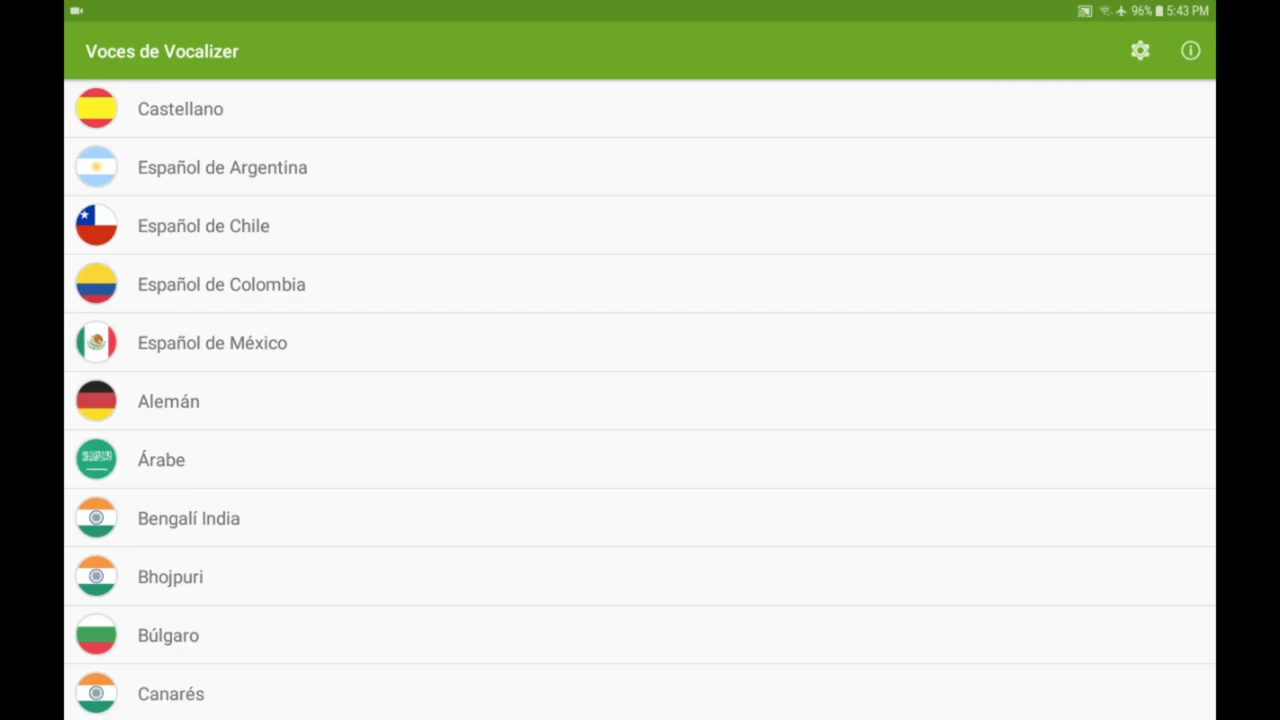 96% 5:43 PM
Voces de Vocalizer
Castellano
Español de Argentina
Español de Chile
Español de Colombia
Español de México
Alemán
Árabe
Bengalí India
Bhojpuri
Búlgaro
Canarés